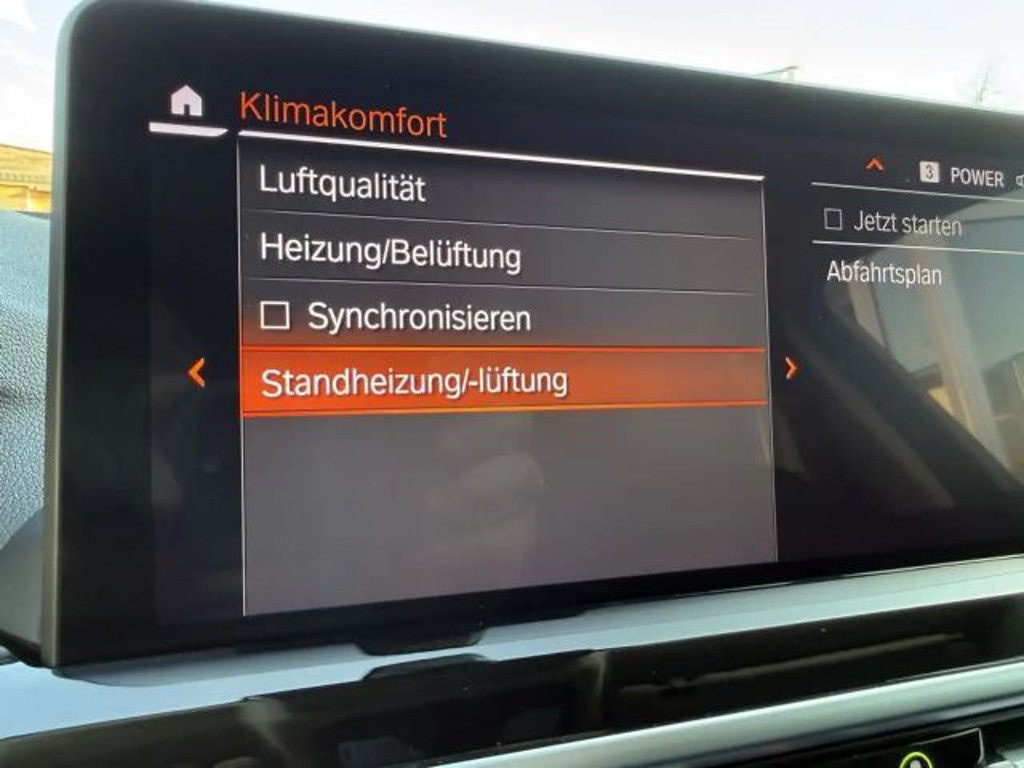 Klimakomfort
Luftqualität
Heizung/Belüftung
Synchronisieren
Standheizung/-lüftung
3 POWER
Jetzt starten
Abfahrtsplan